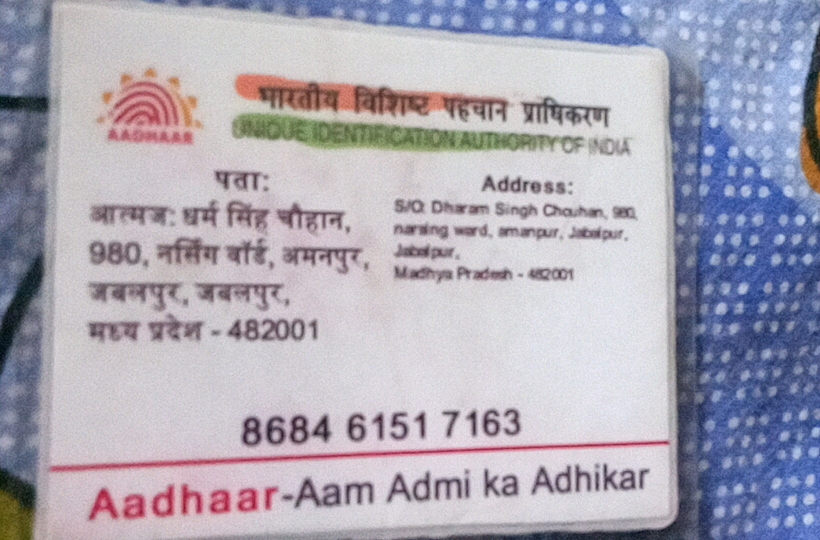 भारतीय विशिष्ट पहचान प्राधिकरण
AADHAAR
UNIQUE IDENTIFICATION AUTHORITY OF INDIA
पता:
आत्मज: धर्म सिंह चौहान,
980, नर्सिंग वॉर्ड, अमनपुर,
जबलपुर, जबलपुर,
मध्य प्रदेश - 482001
Address:
S/O: Dharam Singh Chouhan, 980,
narsing ward, amanpur, Jabalpur,
Jabalpur,
Madhya Pradesh - 482001
8684 6151 7163
Aadhaar-Aam Admi ka Adhikar